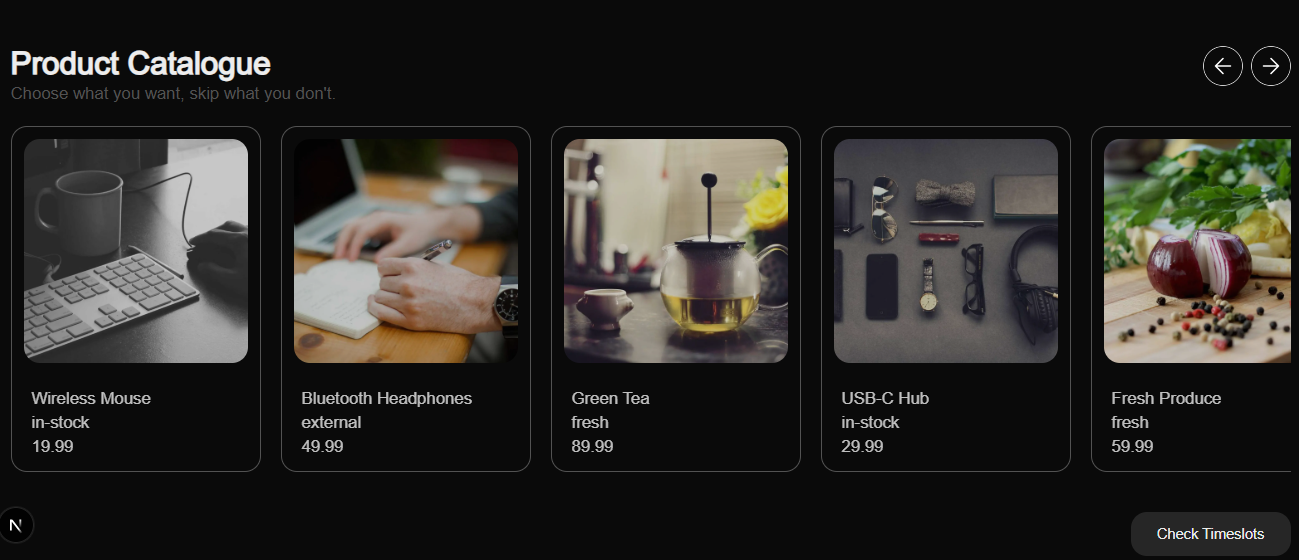 Product Catalogue
Choose what you want, skip what you don't.
Wireless Mouse
in-stock
19.99
Bluetooth Headphones
external
49.99
Green Tea
fresh
89.99
USB-C Hub
in-stock
29.99
Fresh Produce
fresh
59.99
N
Check Timeslots